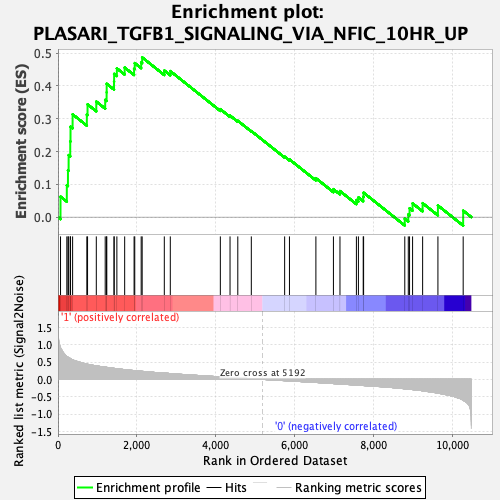 Enrichment plot:
PLASARI_TGFB1_SIGNALING_VIA_NFIC_10HR_UP
Enrichment score (ES)
0.5
0.4
0.3
0.2
0.1
0.0
'1' (positively correlated)
Ranked list metric (Signal2Noise)
1.5
1.0
0.5
0.0
-0.5
-1.0
-1.5
Zero cross at 5192
'0' (negatively correlated)
0
2,000
4,000
6,000
8,000
10,000
Rank in Ordered Dataset
Enrichment profile
Hits
Ranking metric scores